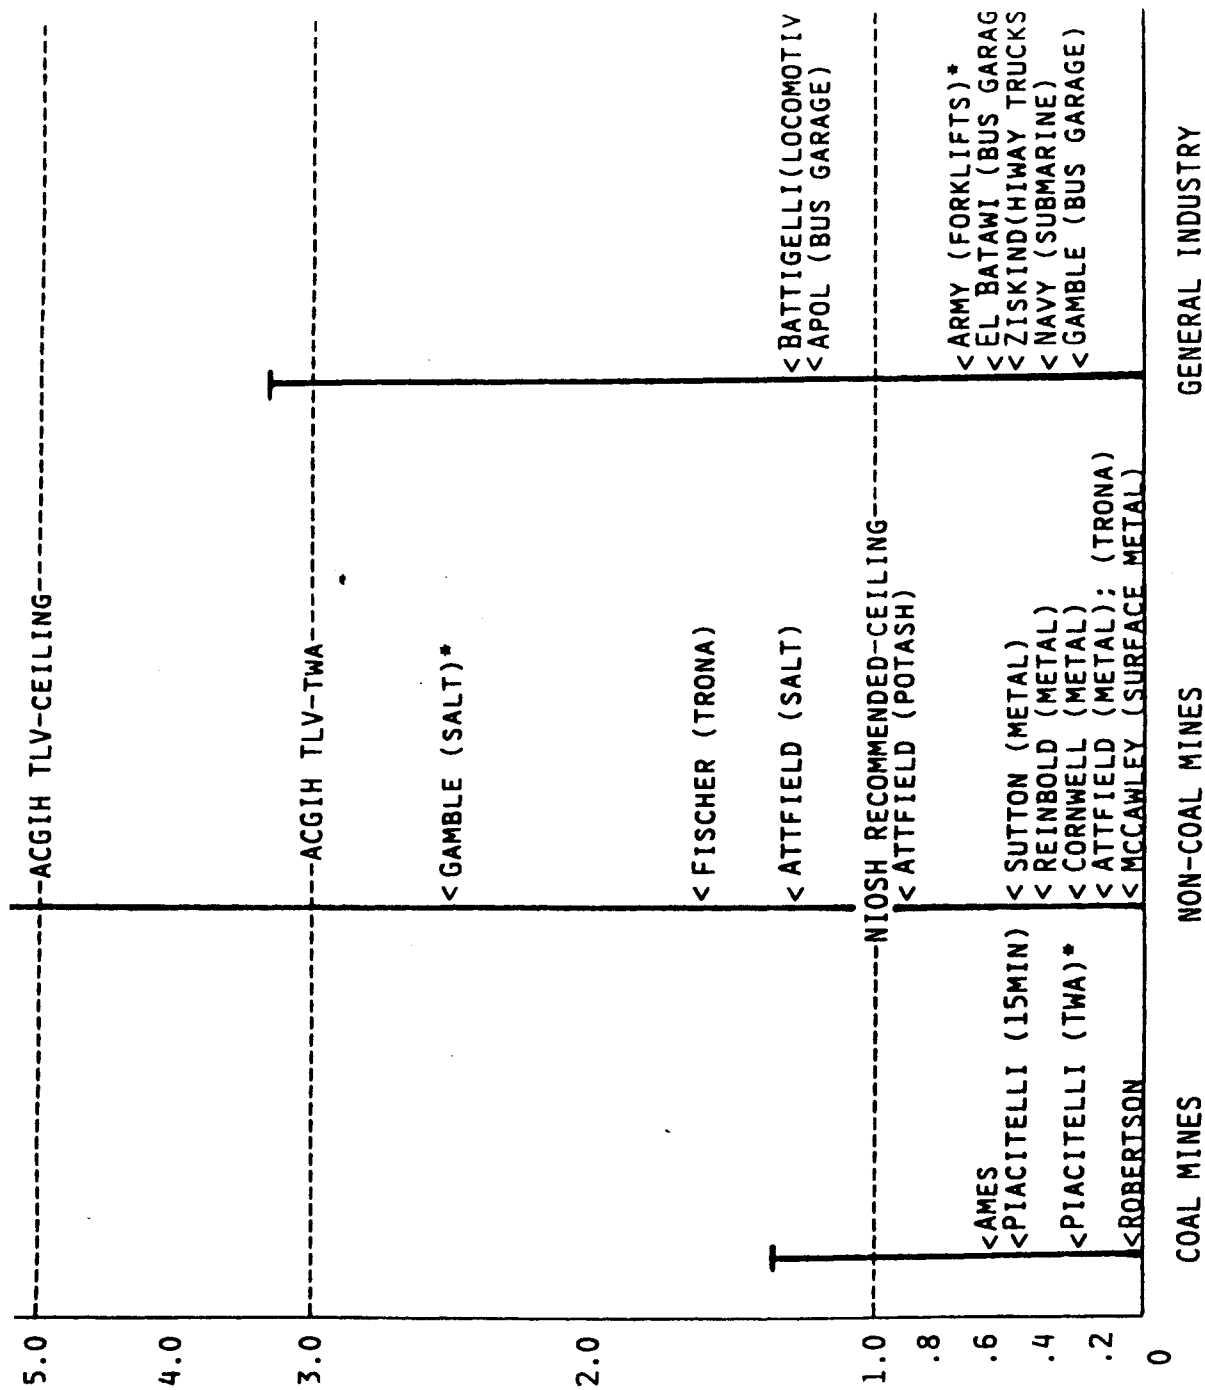 5.0
4.0
3.0
2.0
1.0
.8
.6
.4
.2
0
ACGIH TLV-CEILING
ACGIH TLV-TWA
NIOSH RECOMMENDED-CEILING
<AMES
<PIACITELLI (15MIN)
<PIACITELLI (TWA)*
<ROBERTSON
COAL MINES
<GAMBLE (SALT)*
<FISCHER (TRONA)
<ATTFIELD (SALT)
<ATTFIELD (POTASH)
<SUTTON (METAL)
<REINBOLD (METAL)
<CORNWELL (METAL)
<ATTFIELD (METAL); (TRONA)
<MCCAWLEY (SURFACE METAL)
NON-COAL MINES
<BATTIGELLI(LOCOMOTIV
<APOL (BUS GARAGE)
<ARMY (FORKLIFTS)*
<EL BATAWI (BUS GARAG
<ZISKIND(HIWAY TRUCKS
<NAVY (SUBMARINE)
<GAMBLE (BUS GARAGE)
GENERAL INDUSTRY